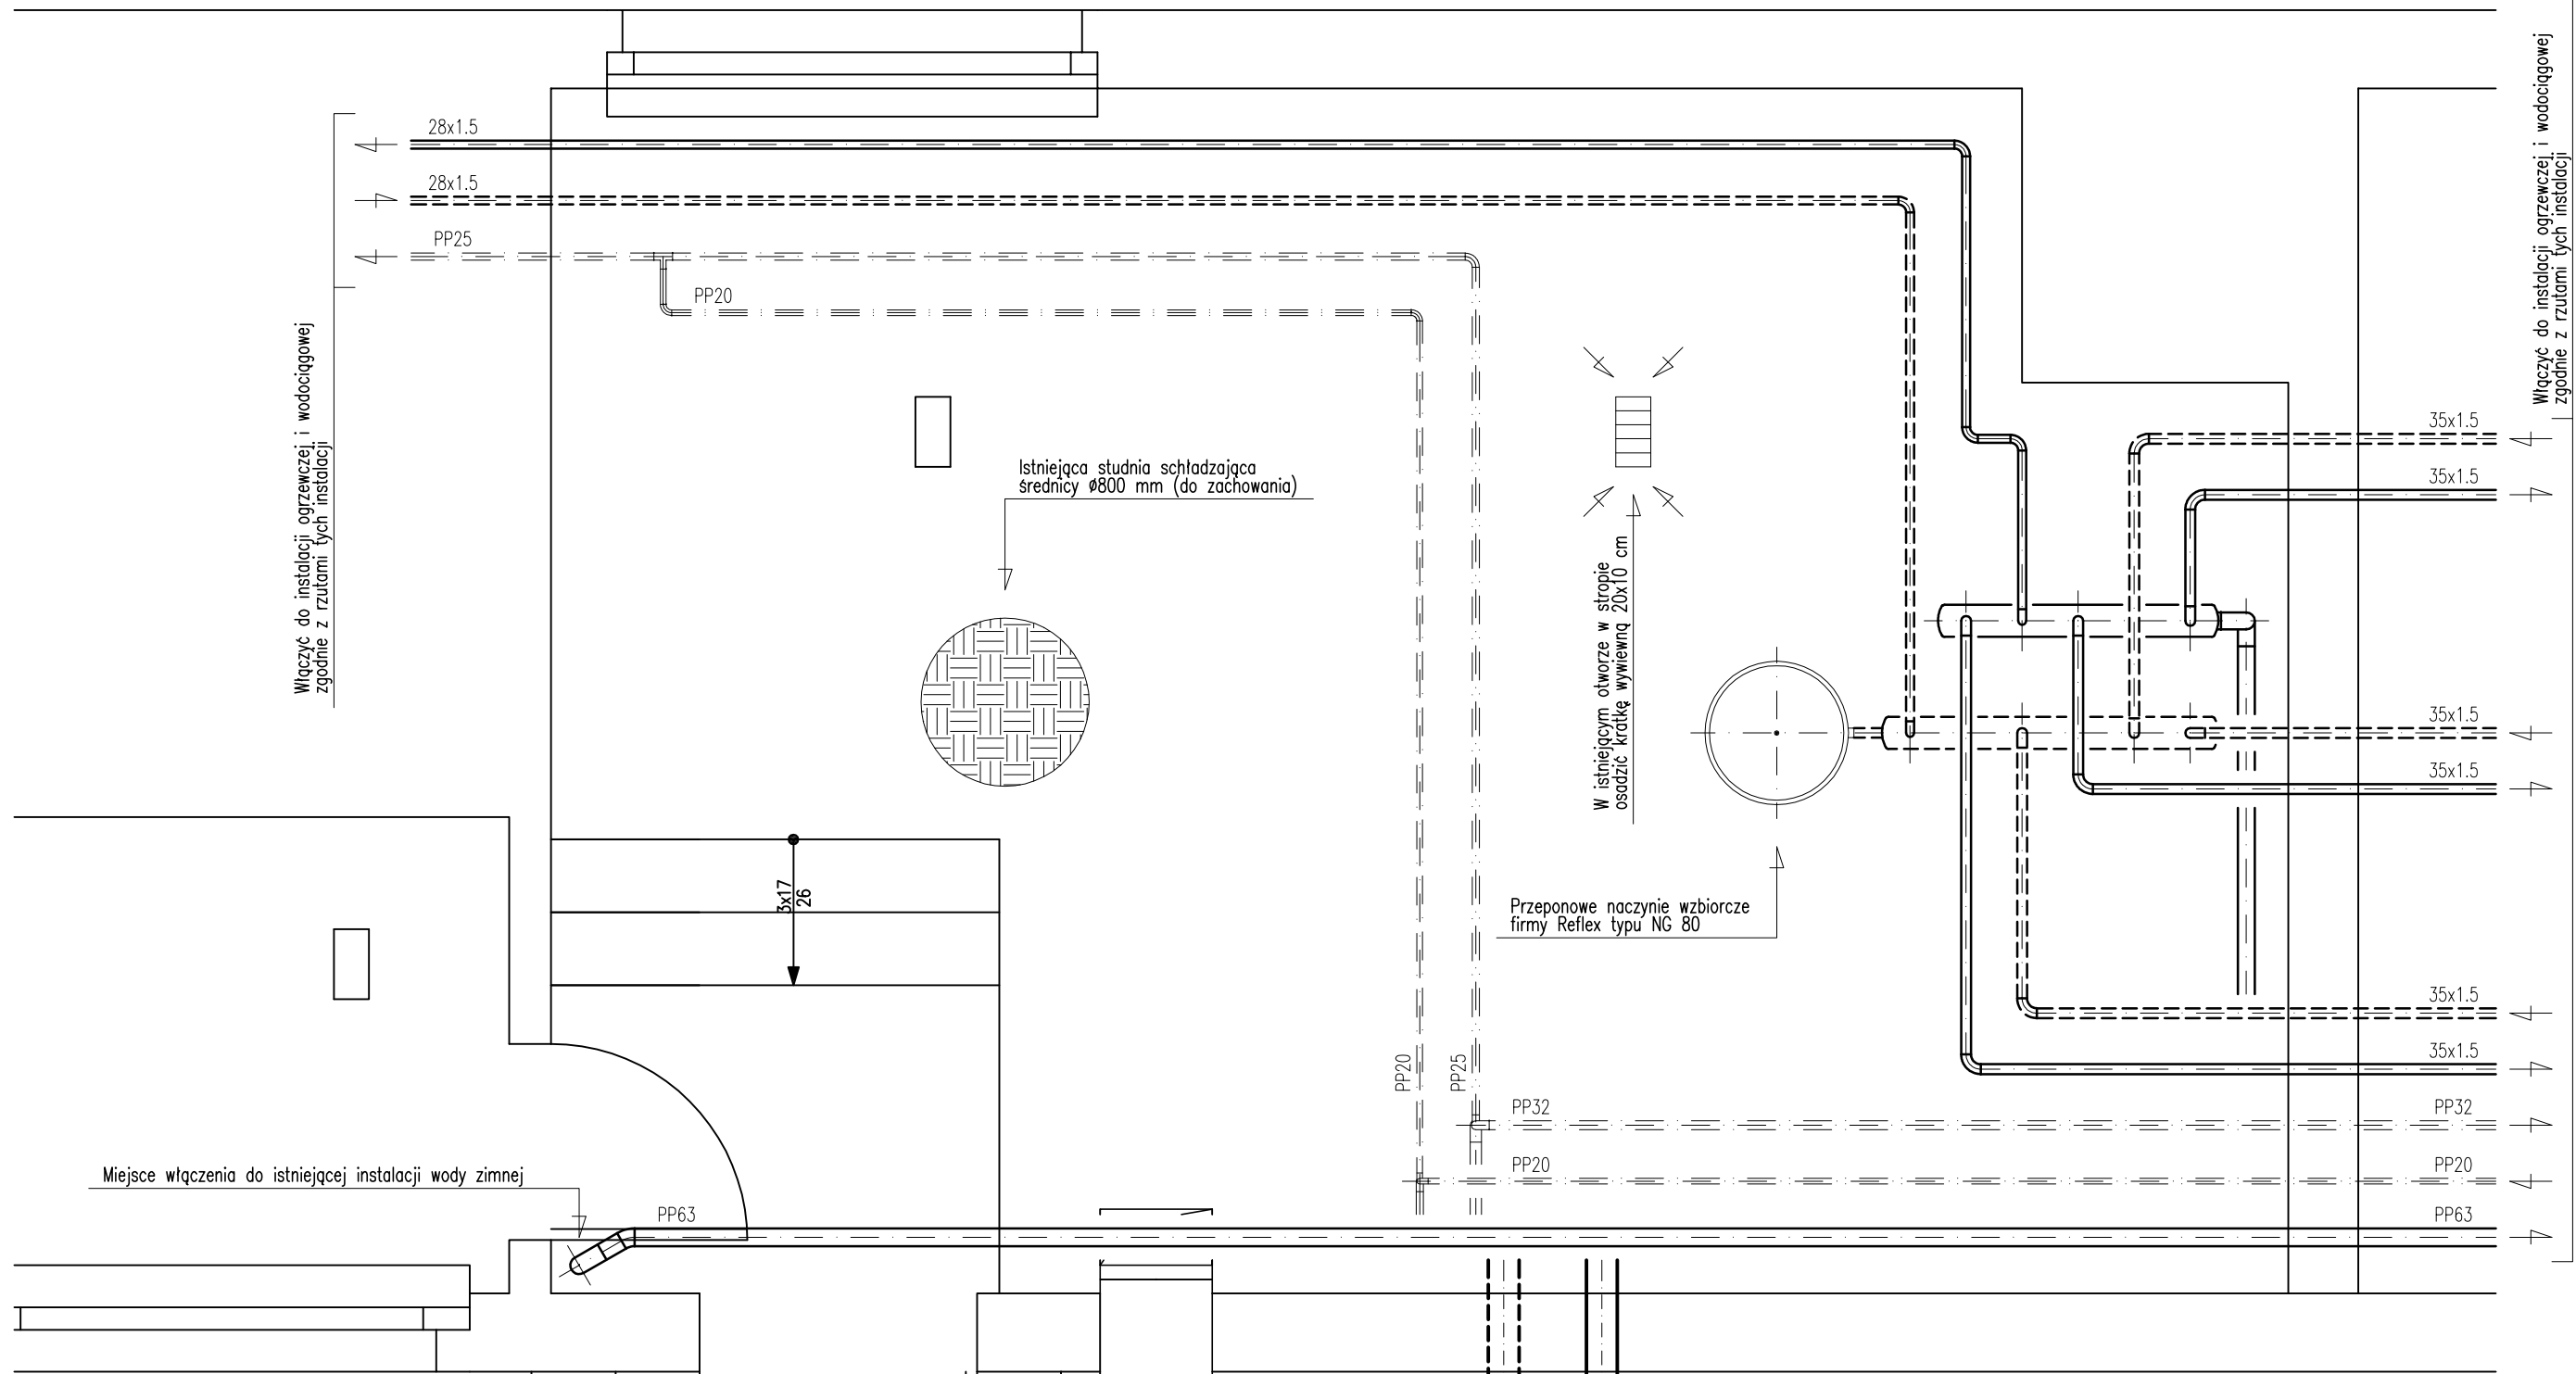 28x1.5
28x1.5
PP25
PP20
Włączyć do instalacji ogrzewczej i wodociągowej
zgodnie z rzutami tych instalacji
Istniejąca studnia schładzająca
średnicy Ø800 mm (do zachowania)
W istniejącym otworze w stropie
osadzić kratkę wywiewną 20x10 cm
Przeponowe naczynie wzbiorcze
firmy Reflex typu NG 80
3x17
26
Włączyć do instalacji ogrzewczej i wodociągowej
zgodnie z rzutami tych instalacji
35x1.5
35x1.5
35x1.5
35x1.5
35x1.5
35x1.5
PP20
PP25
PP32
PP32
PP20
PP20
Miejsce włączenia do istniejącej instalacji wody zimnej
PP63
PP63